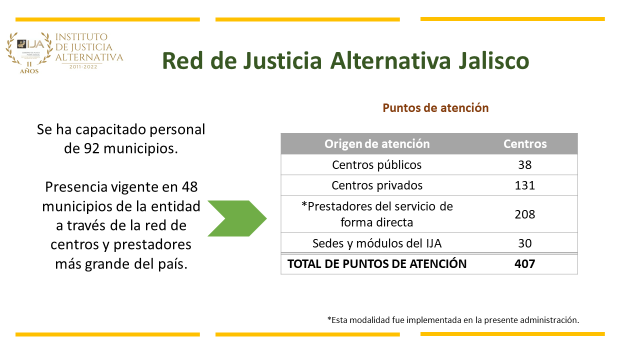 IJA
INSTITUTO
DE JUSTICIA
ALTERNATIVA
2011-2022
11
AÑOS
Red de Justicia Alternativa Jalisco
Se ha capacitado personal
de 92 municipios.
Presencia vigente en 48
municipios de la entidad
a través de la red de
centros y prestadores
más grande del país.
Puntos de atención
Origen de atención Centros
Centros públicos 38
Centros privados 131
*Prestadores del servicio de
forma directa 208
Sedes y módulos del IJA 30
TOTAL DE PUNTOS DE ATENCIÓN 407
*Esta modalidad fue implementada en la presente administración.